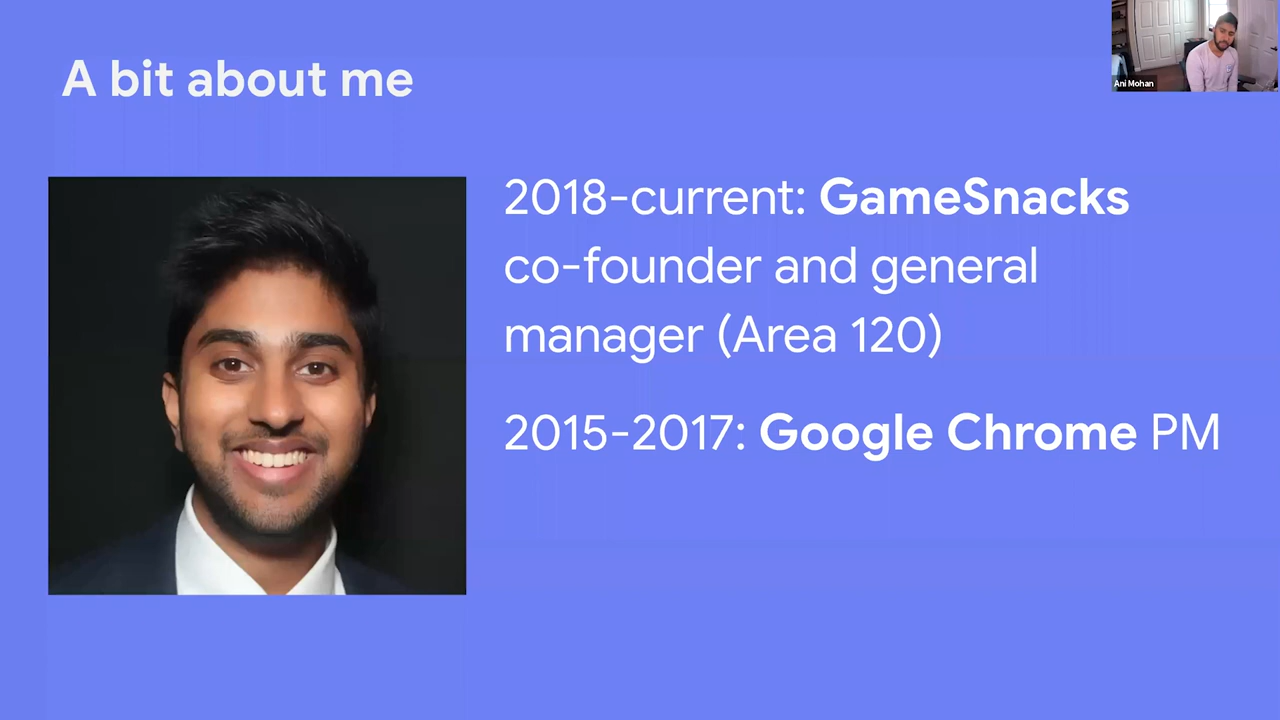 A bit about me
Ani Mohan
2018-current: GameSnacks
co-founder and general
manager (Area 120)
2015-2017: Google Chrome PM